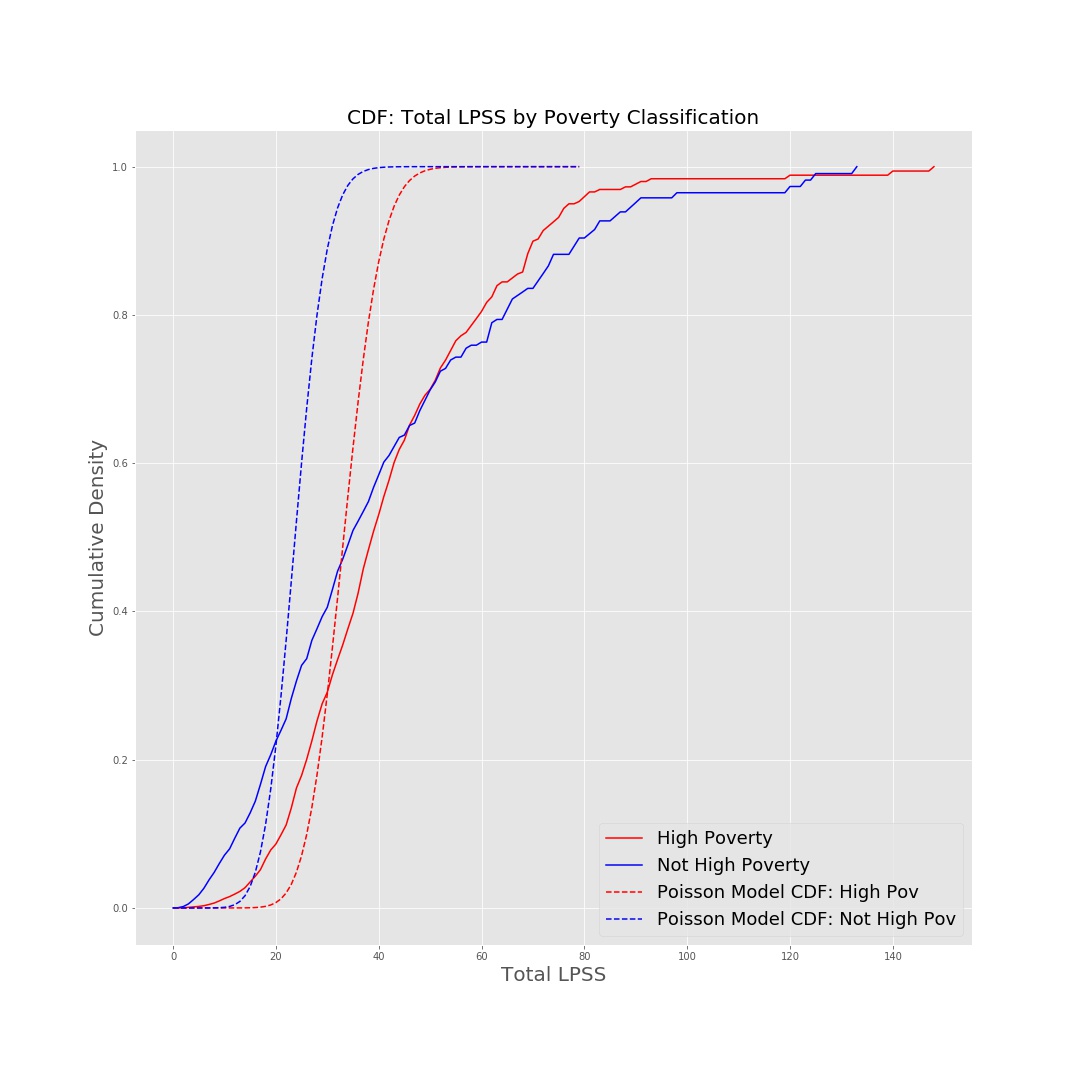 CDF: Total LPSS by Poverty Classification
1.0
0.8
0.6
0.4
0.2
0.0
Cumulative Density
0 20 40 60 80 100 120 140
Total LPSS
High Poverty
Not High Poverty
Poisson Model CDF: High Pov
Poisson Model CDF: Not High Pov